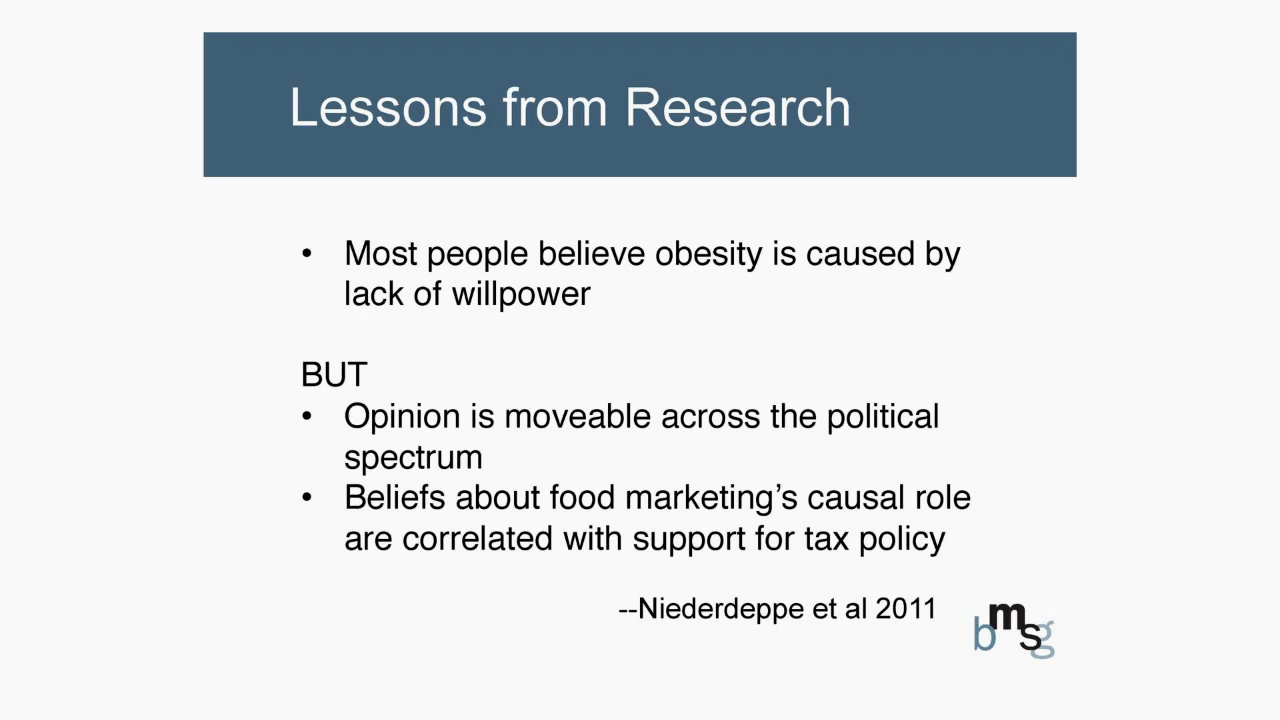 Lessons from Research
• Most people believe obesity is caused by
lack of willpower
BUT
• Opinion is moveable across the political
spectrum
• Beliefs about food marketing’s causal role
are correlated with support for tax policy
--Niederdeppe et al 2011
bmsg